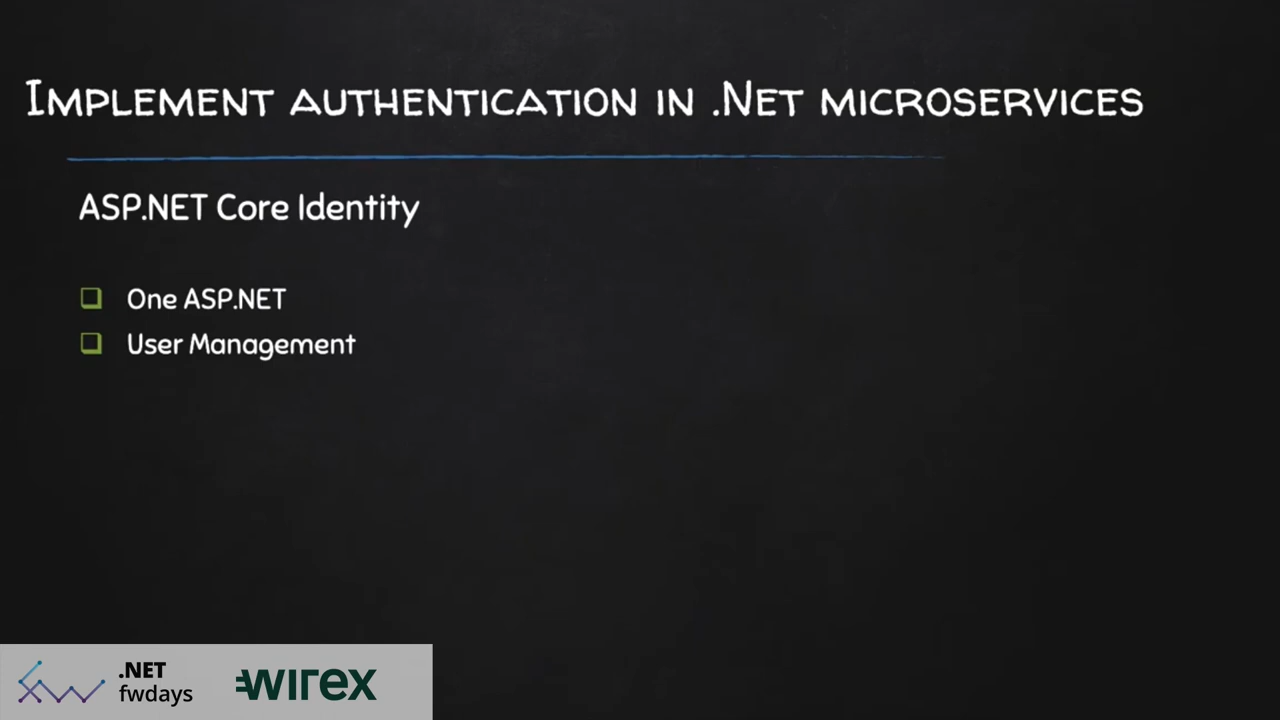 Implement authentication in .Net microservices
ASP.NET Core Identity
One ASP.NET
User Management
.NET
fwdays
wirex